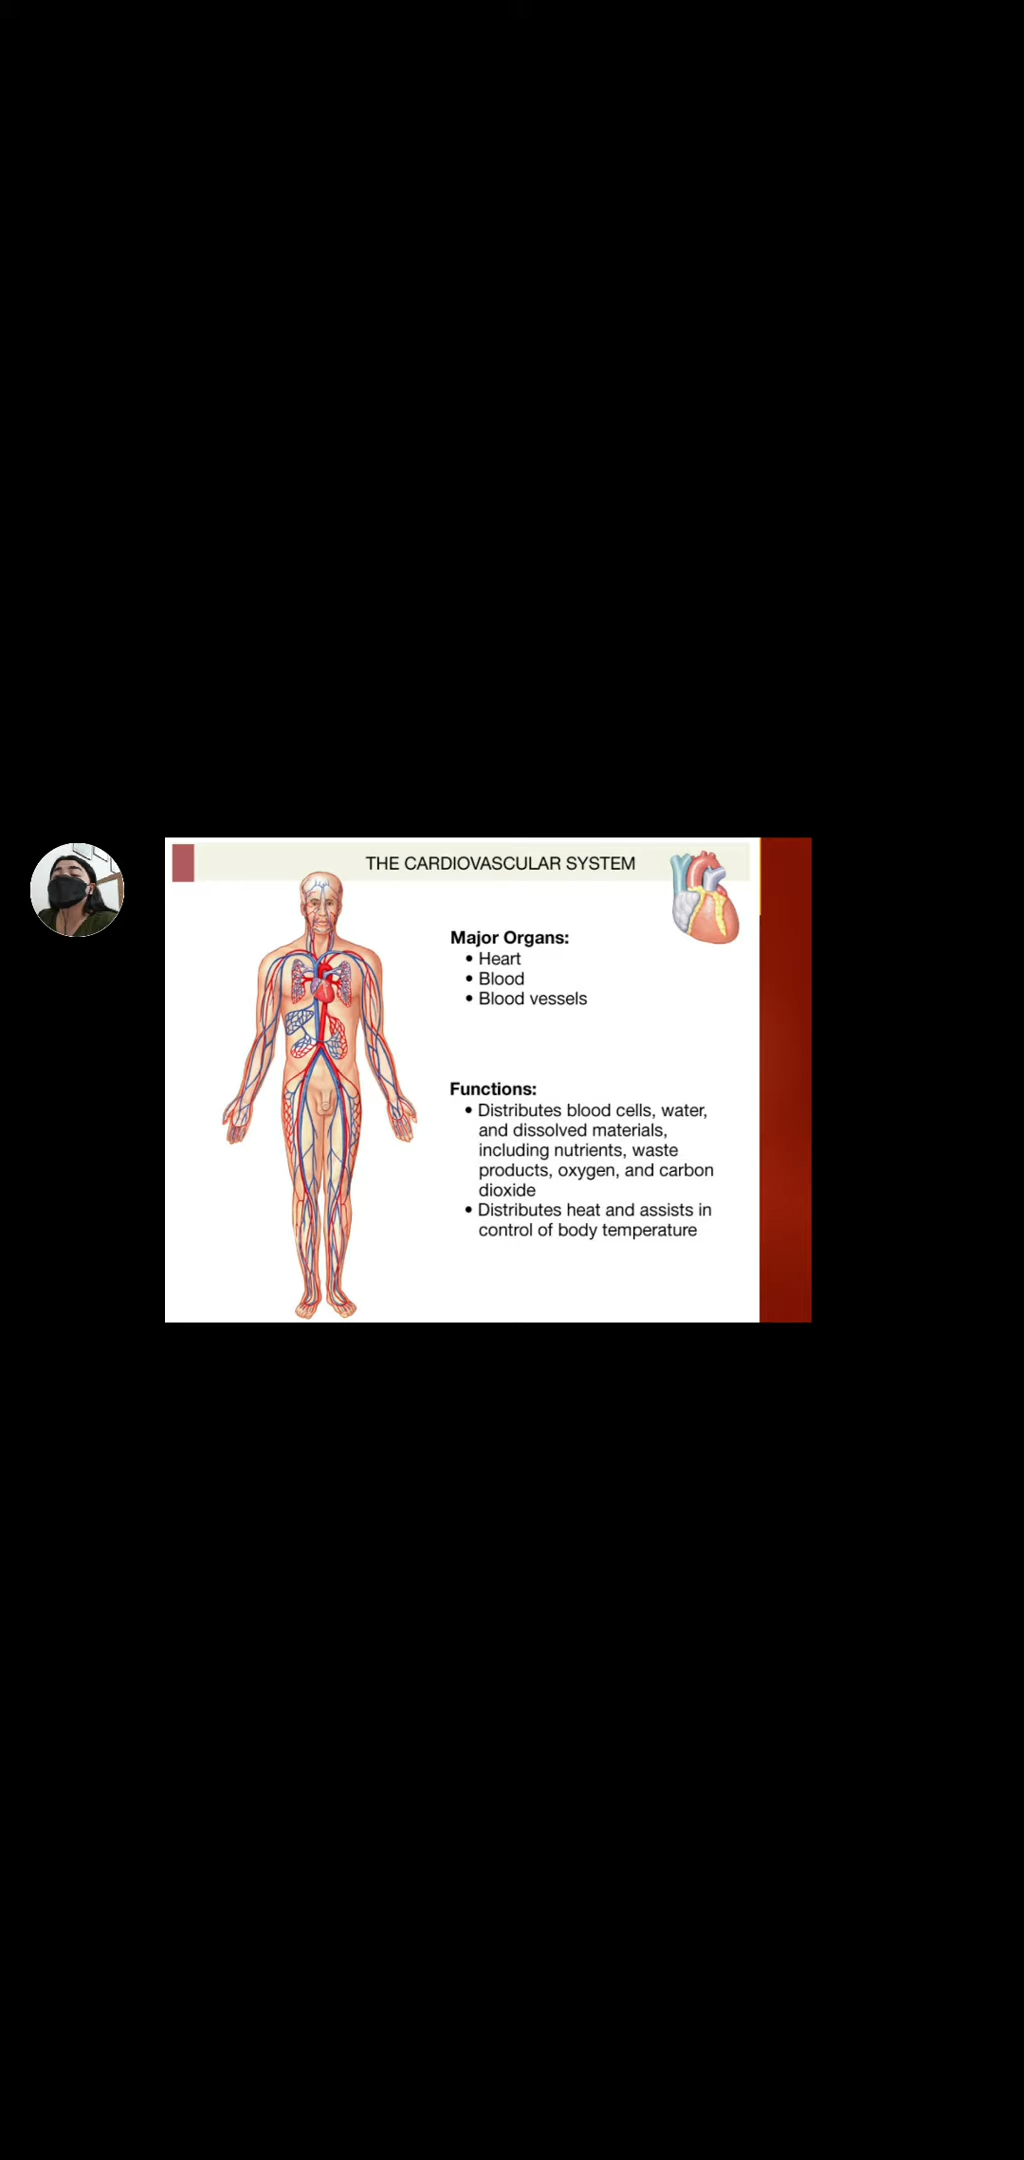 THE CARDIOVASCULAR SYSTEM
Major Organs:
• Heart
• Blood
• Blood vessels
Functions:
• Distributes blood cells, water,
and dissolved materials,
including nutrients, waste
products, oxygen, and carbon
dioxide
• Distributes heat and assists in
control of body temperature